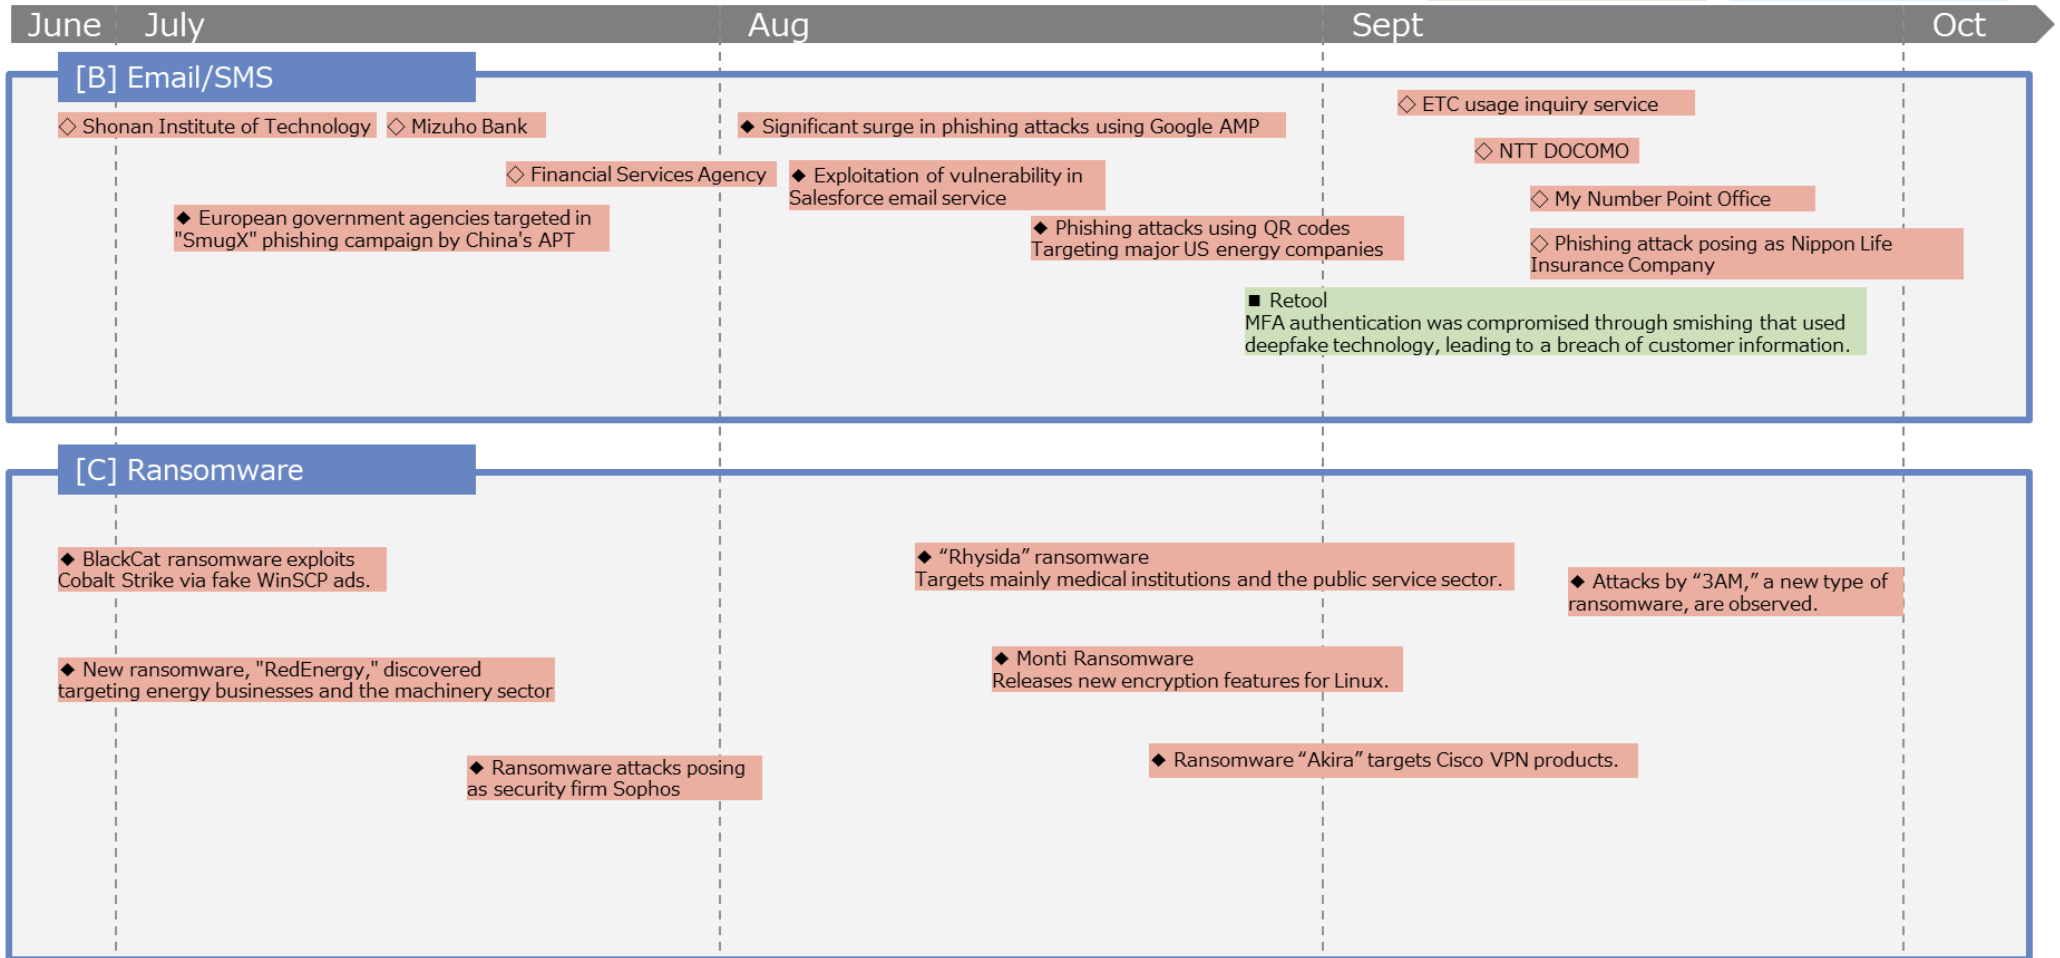 June July Aug Sept Oct
[B] Email/SMS
◇ ETC usage inquiry service
◇ Shonan Institute of Technology
◇ Mizuho Bank
◆ Significant surge in phishing attacks using Google AMP
◇ NTT DOCOMO
◇ Financial Services Agency
◆ Exploitation of vulnerability in
Salesforce email service
◇ My Number Point Office
◆ European government agencies targeted in
"SmugX" phishing campaign by China's APT
◆ Phishing attacks using QR codes
Targeting major US energy companies
◇ Phishing attack posing as Nippon Life
Insurance Company
■ Retool
MFA authentication was compromised through smishing that used
deepfake technology, leading to a breach of customer information.
[C] Ransomware
◆ BlackCat ransomware exploits
Cobalt Strike via fake WinSCP ads.
◆ “Rhysida” ransomware
Targets mainly medical institutions and the public service sector.
◆ Attacks by “3AM,” a new type of
ransomware, are observed.
◆ New ransomware, "RedEnergy," discovered
targeting energy businesses and the machinery sector
◆ Monti Ransomware
Releases new encryption features for Linux.
◆ Ransomware attacks posing
as security firm Sophos
◆ Ransomware “Akira” targets Cisco VPN products.